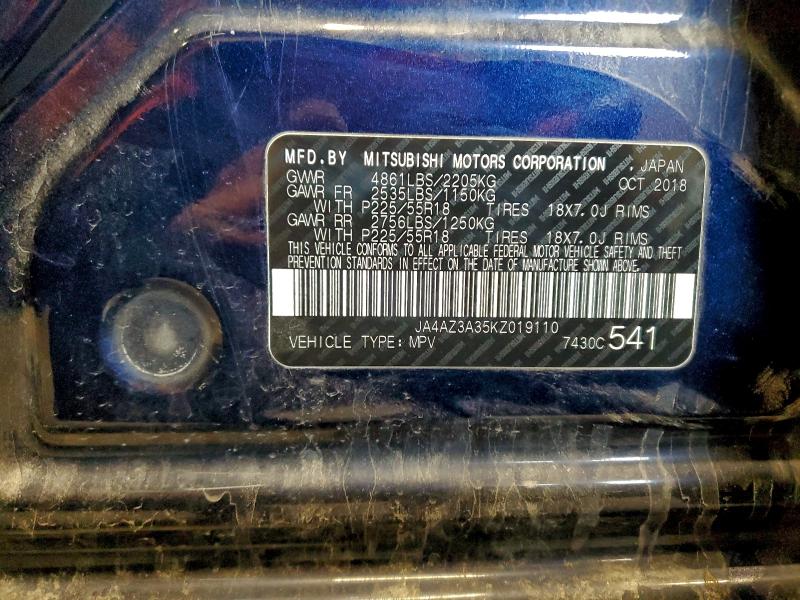 MFD.BY MITSUBISHI MOTORS CORPORATION , JAPAN
GVWR 4861LBS/2205KG OCT 2018
GAWR FR 2535LBS/1150KG
WITH P225/55R18 TIRES 18X7.0J RIMS
GAWR RR 2756LBS/1250KG
WITH P225/55R18 TIRES 18X7.0J RIMS
THIS VEHICLE CONFORMS TO ALL APPLICABLE FEDERAL MOTOR VEHICLE SAFETY AND THEFT
PREVENTION STANDARDS IN EFFECT ON THE DATE OF MANUFACTURE SHOWN ABOVE.
JA4AZ3A35KZ019110
VEHICLE TYPE: MPV 7430C 541